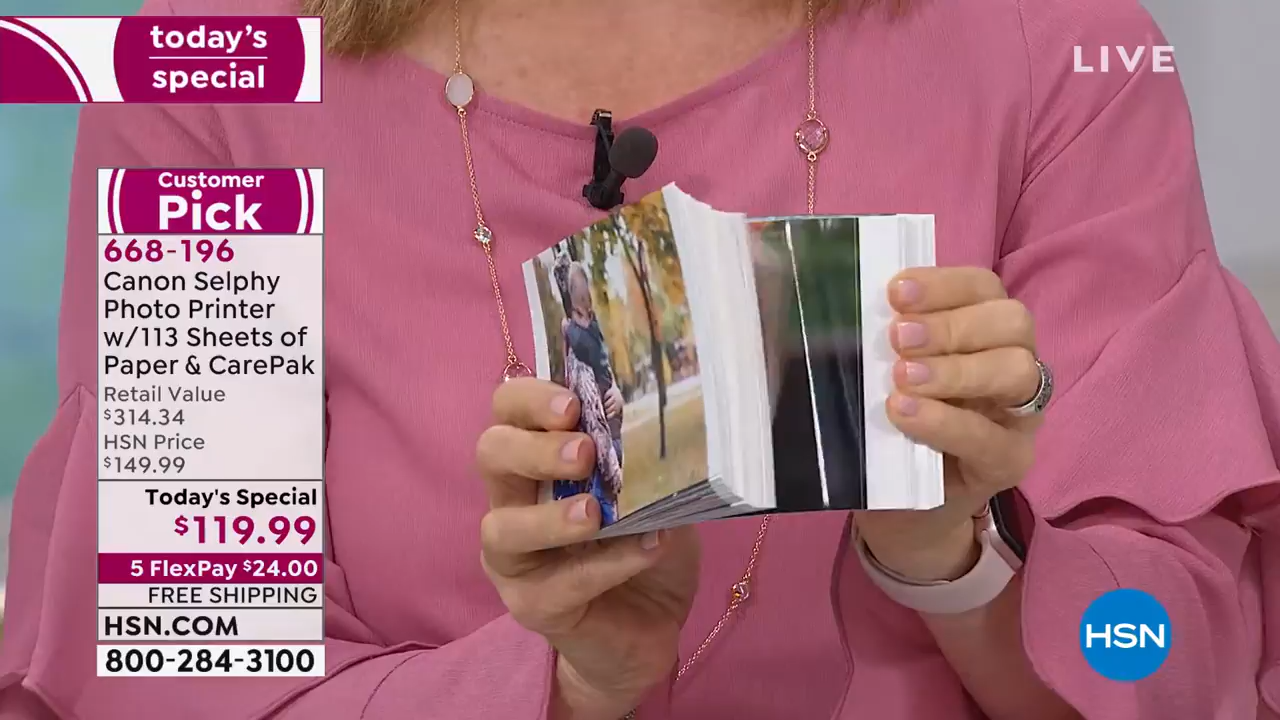 today's
special
LIVE
Customer
Pick
668-196
Canon Selphy
Photo Printer
w/113 Sheets of
Paper & CarePak
Retail Value
$314.34
HSN Price
$149.99
Today's Special
$119.99
5 FlexPay $24.00
FREE SHIPPING
HSN.COM
800-284-3100
HSN